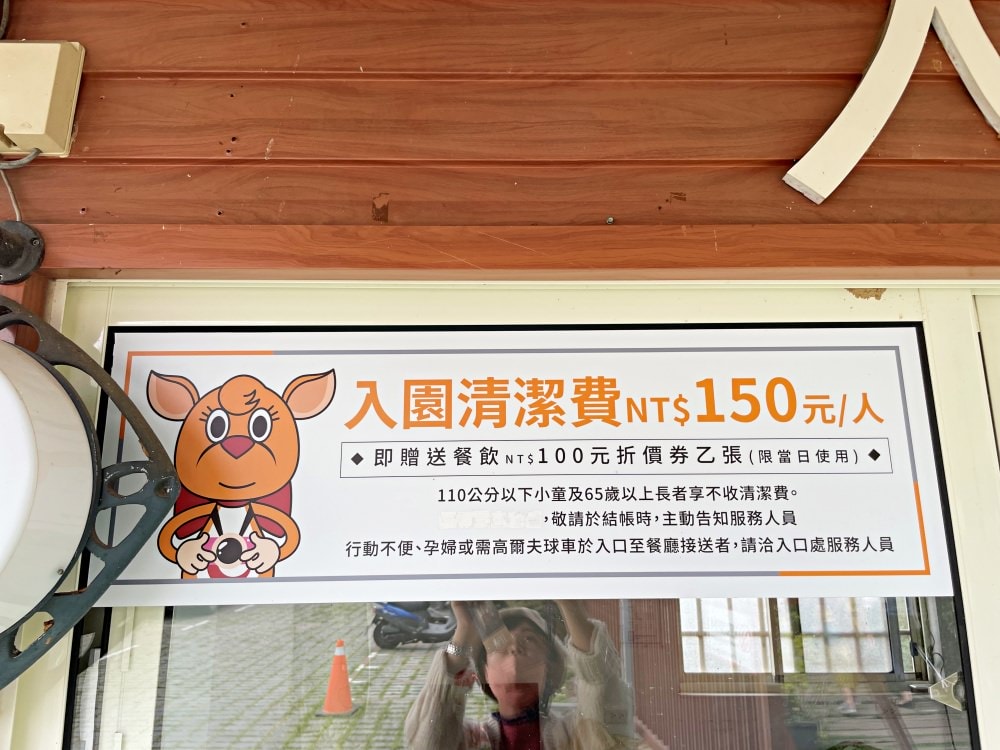 入園清潔費NT$150元/人
◆即贈送餐飲NT$100元折價券乙張(限當日使用)◆
110公分以下小童及65歲以上長者享不收清潔費。
,敬請於結帳時,主動告知服務人員
行動不便、孕婦或需高爾夫球車於入口至餐廳接送者,請洽入口處服務人員